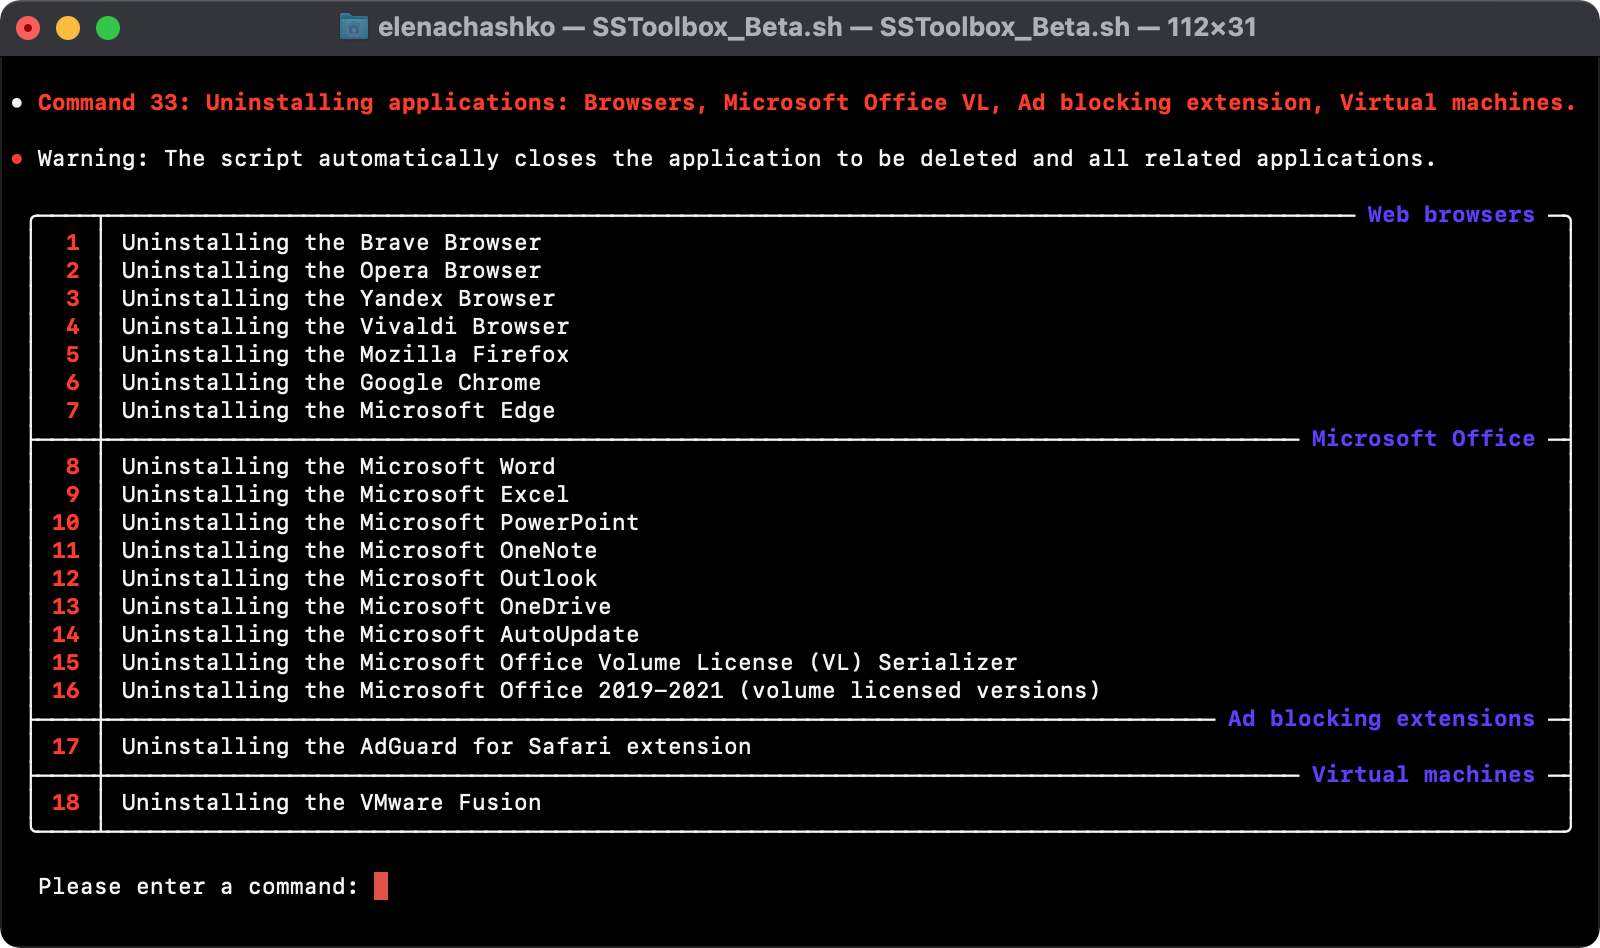 elenachashko — SSToolbox_Beta.sh — SSToolbox_Beta.sh — 112×31
• Command 33: Uninstalling applications: Browsers, Microsoft Office VL, Ad blocking extension, Virtual machines.
• Warning: The script automatically closes the application to be deleted and all related applications.
Web browsers
1 Uninstalling the Brave Browser
2 Uninstalling the Opera Browser
3 Uninstalling the Yandex Browser
4 Uninstalling the Vivaldi Browser
5 Uninstalling the Mozilla Firefox
6 Uninstalling the Google Chrome
7 Uninstalling the Microsoft Edge
Microsoft Office
8 Uninstalling the Microsoft Word
9 Uninstalling the Microsoft Excel
10 Uninstalling the Microsoft PowerPoint
11 Uninstalling the Microsoft OneNote
12 Uninstalling the Microsoft Outlook
13 Uninstalling the Microsoft OneDrive
14 Uninstalling the Microsoft AutoUpdate
15 Uninstalling the Microsoft Office Volume License (VL) Serializer
16 Uninstalling the Microsoft Office 2019–2021 (volume licensed versions)
Ad blocking extensions
17 Uninstalling the AdGuard for Safari extension
Virtual machines
18 Uninstalling the VMware Fusion
Please enter a command: